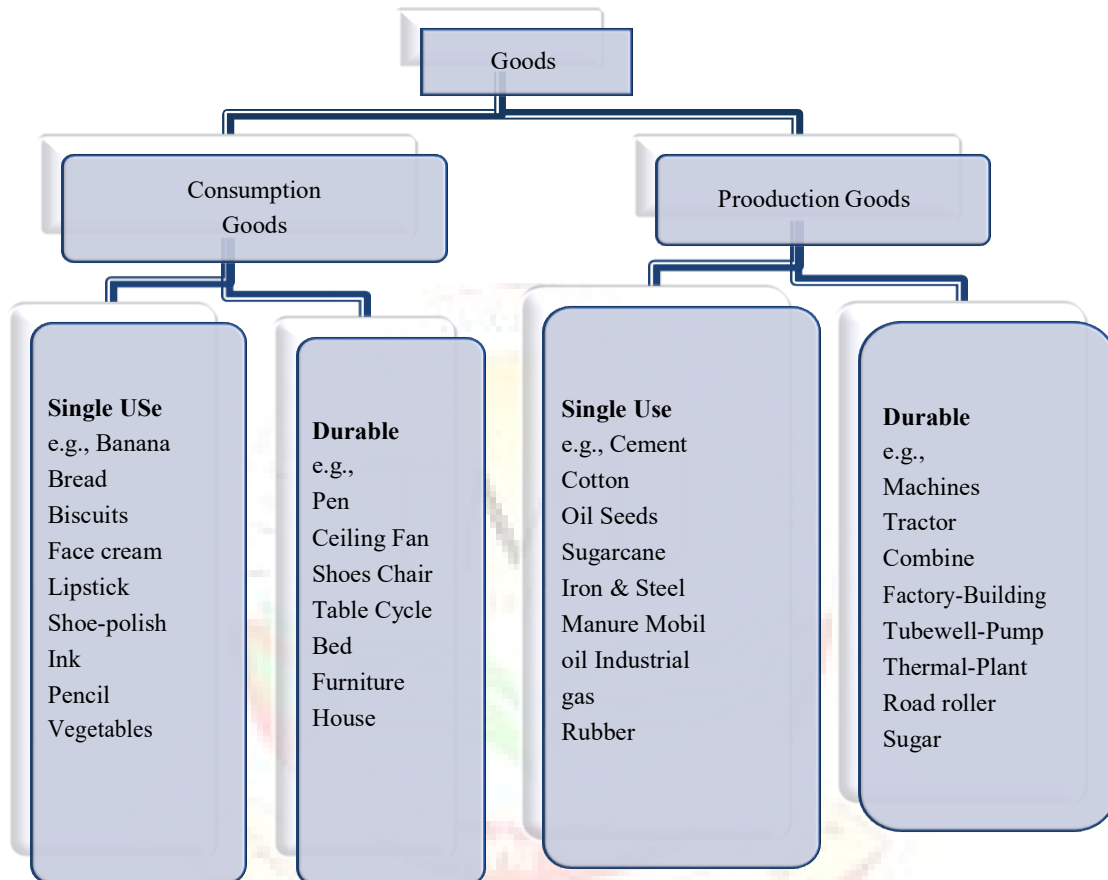 Goods
Consumption
Goods
Prooduction Goods
Single USe
e.g., Banana
Bread
Biscuits
Face cream
Lipstick
Shoe-polish
Ink
Pencil
Vegetables
Durable
e.g.,
Pen
Ceiling Fan
Shoes Chair
Table Cycle
Bed
Furniture
House
Single Use
e.g., Cement
Cotton
Oil Seeds
Sugarcane
Iron & Steel
Manure Mobil
oil Industrial
gas
Rubber
Durable
e.g.,
Machines
Tractor
Combine
Factory-Building
Tubewell-Pump
Thermal-Plant
Road roller
Sugar